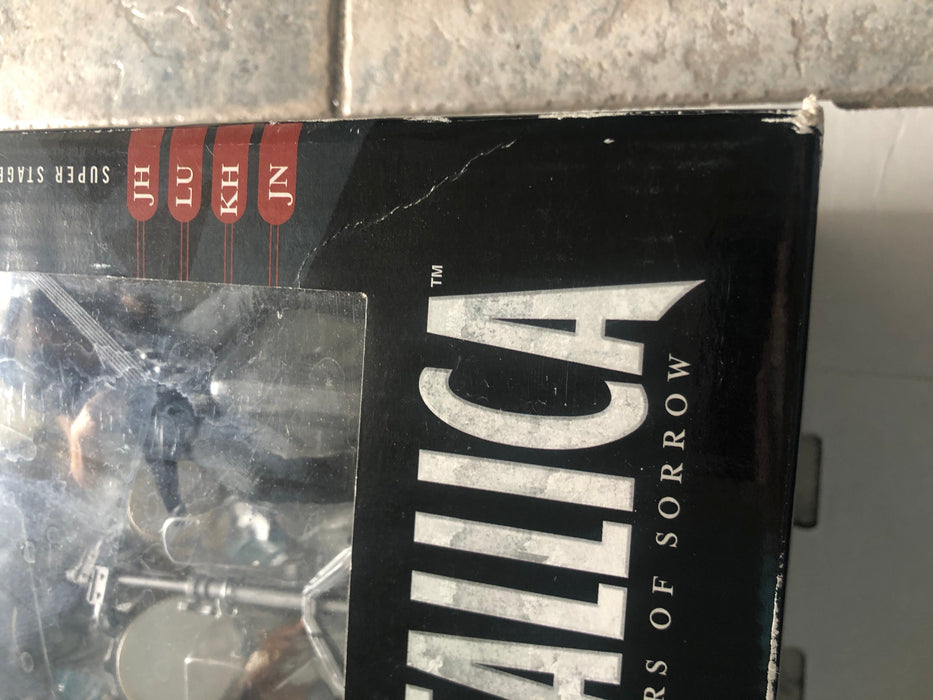 ALLICA™
RS OF SORROW
JH
LU
KH
JN
SUPER STAGE